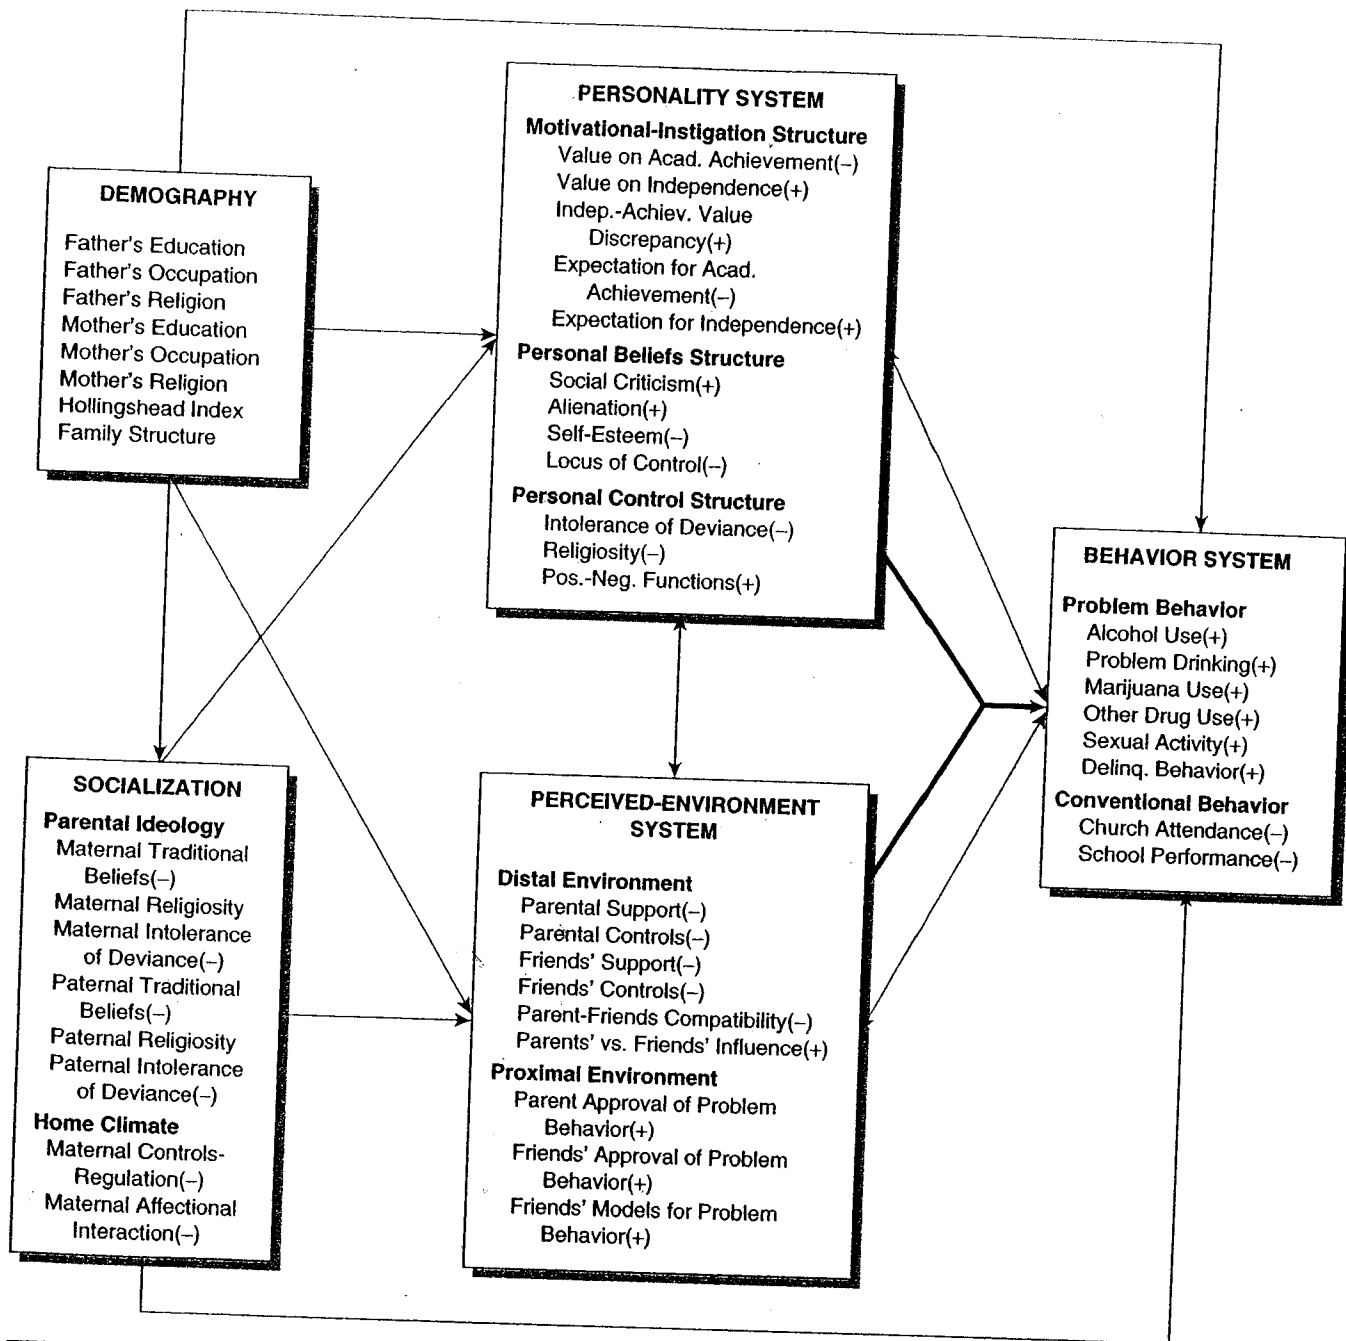 PERSONALITY SYSTEM
Motivational-Instigation Structure
Value on Acad. Achievement(–)
Value on Independence(+)
Indep.-Achiev. Value
Discrepancy(+)
Expectation for Acad.
Achievement(–)
Expectation for Independence(+)
Personal Beliefs Structure
Social Criticism(+)
Alienation(+)
Self-Esteem(–)
Locus of Control(–)
Personal Control Structure
Intolerance of Deviance(–)
Religiosity(–)
Pos.-Neg. Functions(+)
DEMOGRAPHY
Father's Education
Father's Occupation
Father's Religion
Mother's Education
Mother's Occupation
Mother's Religion
Hollingshead Index
Family Structure
BEHAVIOR SYSTEM
Problem Behavior
Alcohol Use(+)
Problem Drinking(+)
Marijuana Use(+)
Other Drug Use(+)
Sexual Activity(+)
Delinq. Behavior(+)
Conventional Behavior
Church Attendance(–)
School Performance(–)
SOCIALIZATION
Parental Ideology
Maternal Traditional
Beliefs(–)
Maternal Religiosity
Maternal Intolerance
of Deviance(–)
Paternal Traditional
Beliefs(–)
Paternal Religiosity
Paternal Intolerance
of Deviance(–)
Home Climate
Maternal Controls-
Regulation(–)
Maternal Affectional
Interaction(–)
PERCEIVED-ENVIRONMENT
SYSTEM
Distal Environment
Parental Support(–)
Parental Controls(–)
Friends' Support(–)
Friends' Controls(–)
Parent-Friends Compatibility(–)
Parents' vs. Friends' Influence(+)
Proximal Environment
Parent Approval of Problem
Behavior(+)
Friends' Approval of Problem
Behavior(+)
Friends' Models for Problem
Behavior(+)